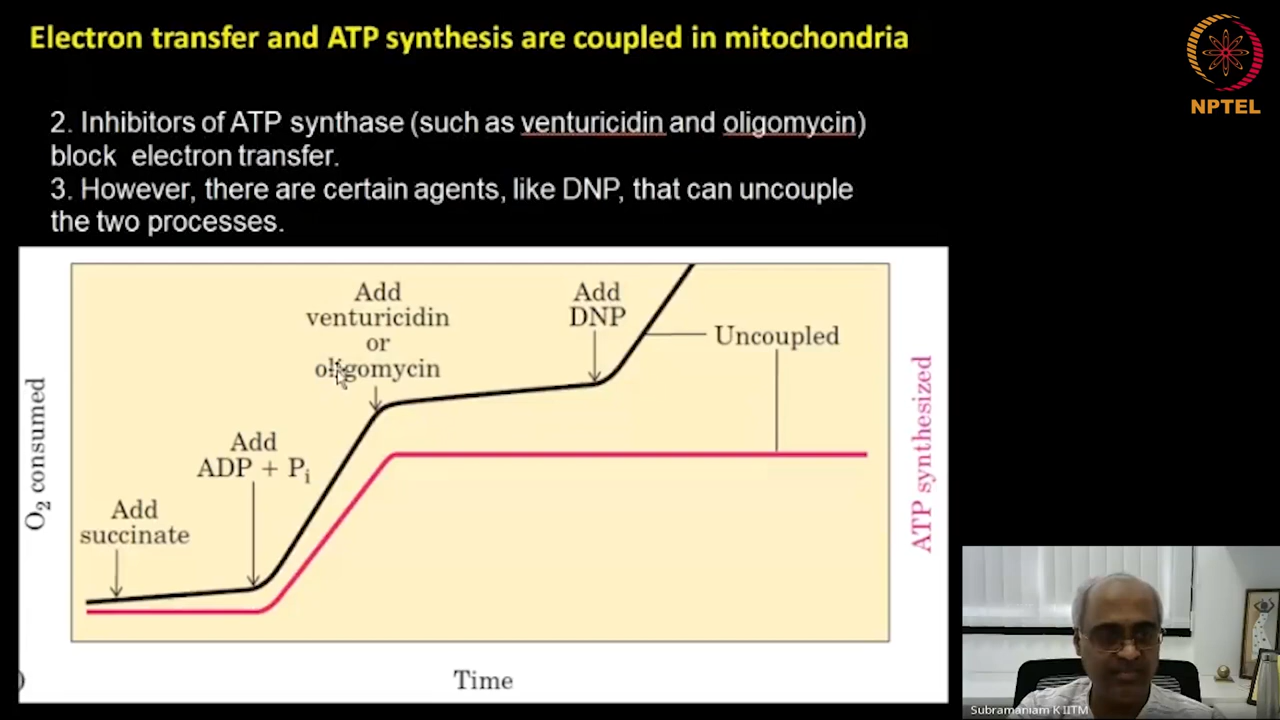 Electron transfer and ATP synthesis are coupled in mitochondria
NPTEL
2. Inhibitors of ATP synthase (such as venturicidin and oligomycin)
block electron transfer.
3. However, there are certain agents, like DNP, that can uncouple
the two processes.
Add
venturicidin
or
oligomycin
Add
DNP
Uncoupled
Add
ADP + Pi
Add
succinate
O2 consumed
ATP synthesized
)
Time
Subramaniam K IITM